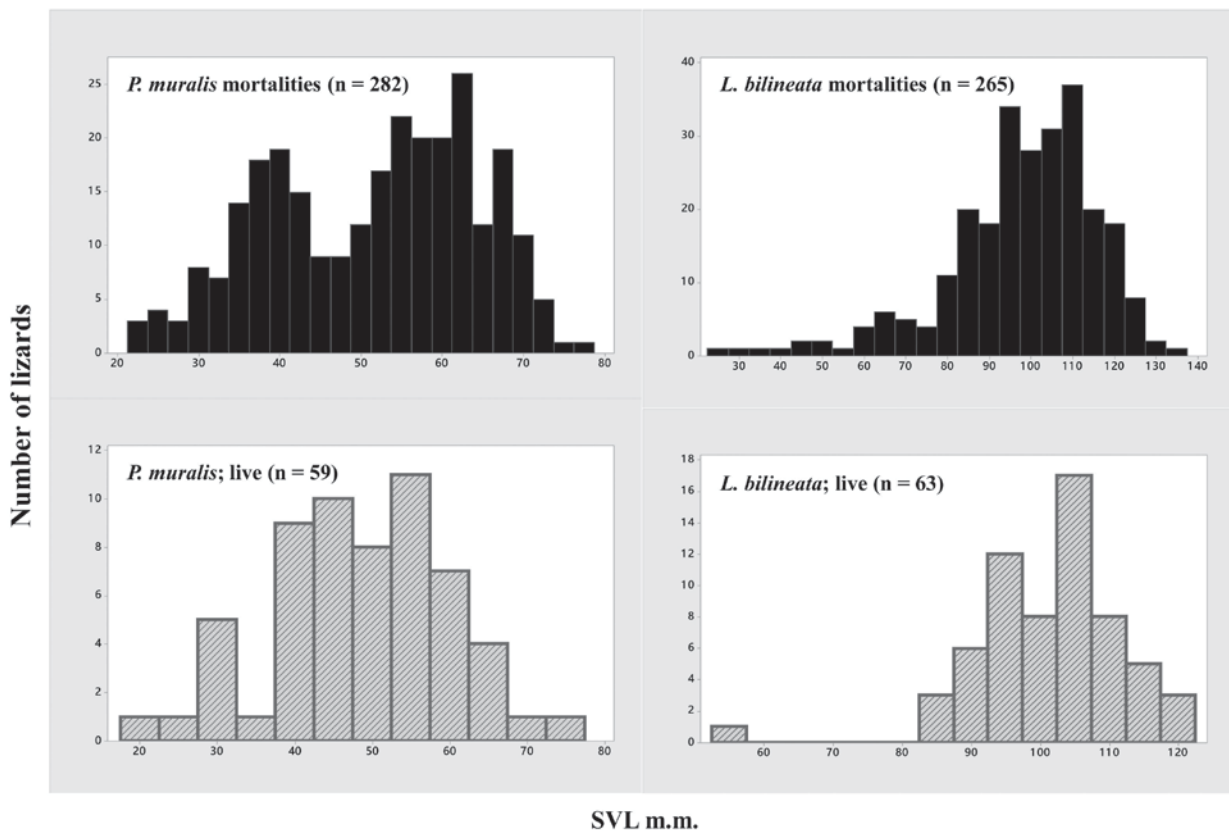 P. muralis mortalities (n = 282)
25
20
15
10
5
0
20 30 40 50 60 70 80
L. bilineata mortalities (n = 265)
40
30
20
10
0
30 40 50 60 70 80 90 100 110 120 130 140
Number of lizards
P. muralis; live (n = 59)
12
10
8
6
4
2
0
20 30 40 50 60 70 80
L. bilineata; live (n = 63)
18
16
14
12
10
8
6
4
2
0
60 70 80 90 100 110 120
SVL m.m.